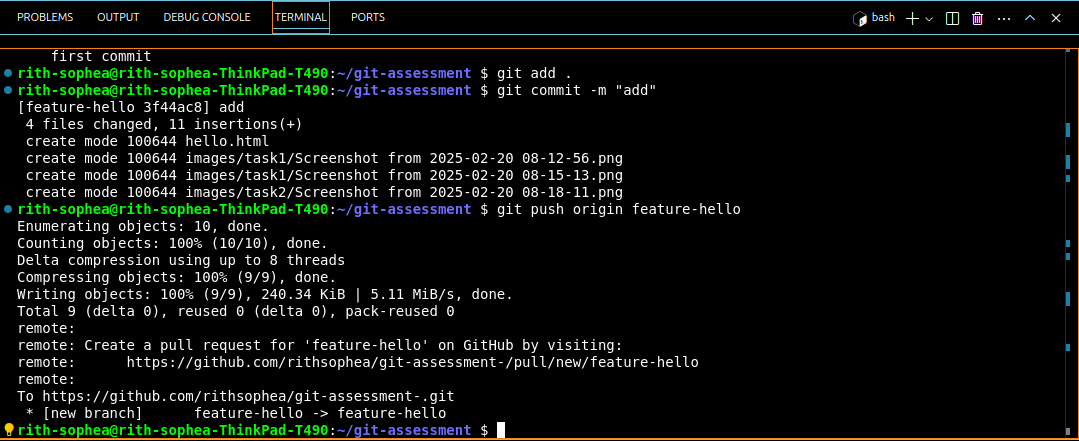 PROBLEMS OUTPUT DEBUG CONSOLE TERMINAL PORTS bash
first commit
rith-sophea@rith-sophea-ThinkPad-T490:~/git-assessment $ git add .
rith-sophea@rith-sophea-ThinkPad-T490:~/git-assessment $ git commit -m "add"
[feature-hello 3f44ac8] add
 4 files changed, 11 insertions(+)
 create mode 100644 hello.html
 create mode 100644 images/task1/Screenshot from 2025-02-20 08-12-56.png
 create mode 100644 images/task1/Screenshot from 2025-02-20 08-15-13.png
 create mode 100644 images/task2/Screenshot from 2025-02-20 08-18-11.png
rith-sophea@rith-sophea-ThinkPad-T490:~/git-assessment $ git push origin feature-hello
Enumerating objects: 10, done.
Counting objects: 100% (10/10), done.
Delta compression using up to 8 threads
Compressing objects: 100% (9/9), done.
Writing objects: 100% (9/9), 240.34 KiB | 5.11 MiB/s, done.
Total 9 (delta 0), reused 0 (delta 0), pack-reused 0
remote:
remote: Create a pull request for 'feature-hello' on GitHub by visiting:
remote:      https://github.com/rithsophea/git-assessment-/pull/new/feature-hello
remote:
To https://github.com/rithsophea/git-assessment-.git
 * [new branch]      feature-hello -> feature-hello
rith-sophea@rith-sophea-ThinkPad-T490:~/git-assessment $